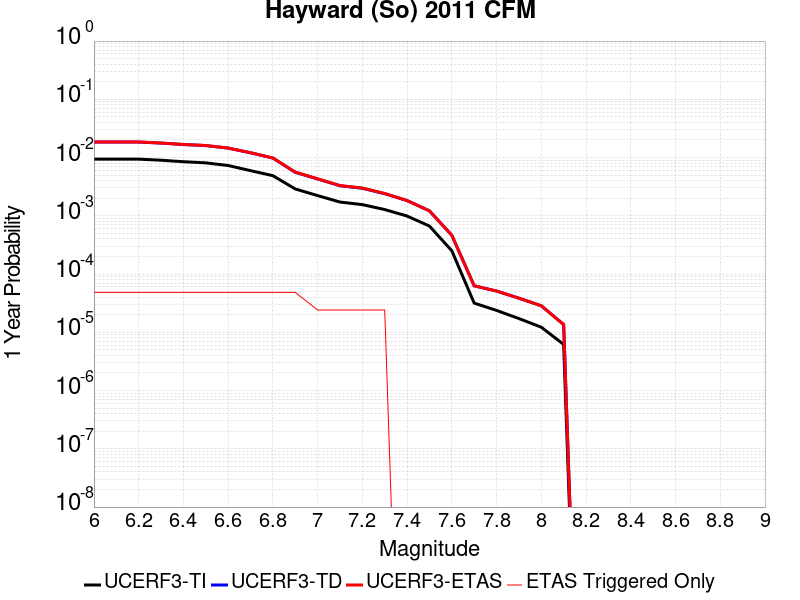 Hayward (So) 2011 CFM
10^0
10^-1
10^-2
10^-3
10^-4
10^-5
10^-6
10^-7
10^-8
1 Year Probability
6 6.2 6.4 6.6 6.8 7 7.2 7.4 7.6 7.8 8 8.2 8.4 8.6 8.8 9
Magnitude
UCERF3-TI UCERF3-TD UCERF3-ETAS ETAS Triggered Only